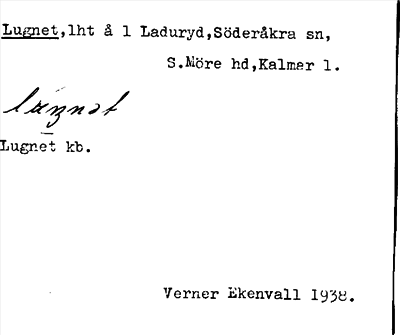 Lugnet,lht å 1 Laduryd,Söderåkra sn,
S.Möre hd,Kalmar l.
Lugnet kb.
Verner Ekenvall 1938.